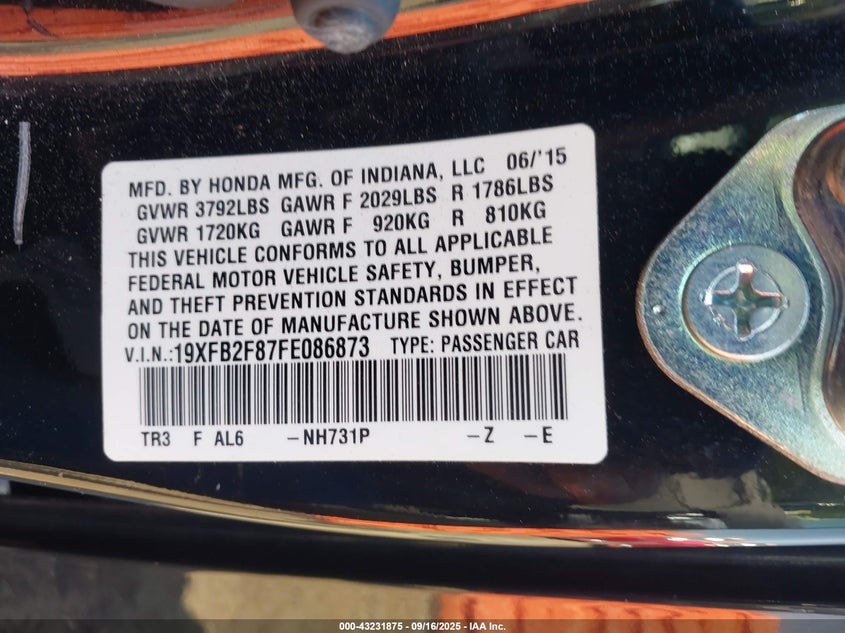 MFD. BY HONDA MFG. OF INDIANA, LLC 06/'15
GVWR 3792LBS GAWR F 2029LBS R 1786LBS
GVWR 1720KG GAWR F 920KG R 810KG
THIS VEHICLE CONFORMS TO ALL APPLICABLE
FEDERAL MOTOR VEHICLE SAFETY, BUMPER,
AND THEFT PREVENTION STANDARDS IN EFFECT
ON THE DATE OF MANUFACTURE SHOWN ABOVE.
V.I.N.:19XFB2F87FE086873 TYPE: PASSENGER CAR
TR3 F AL6 -NH731P -Z -E
000-43231875 - 09/16/2025 - IAA Inc.